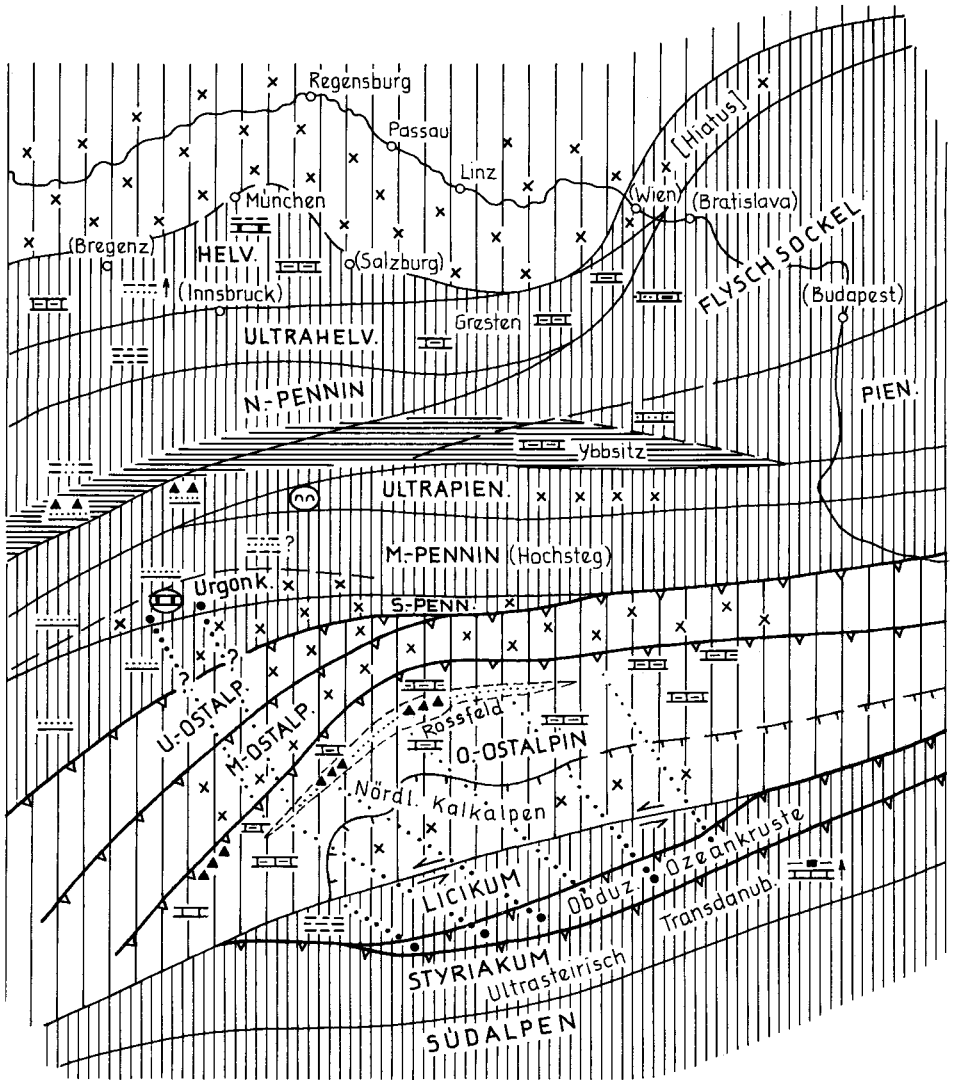 Regensburg
Passau
Linz
[Hiatus]
München
(Wien)
(Bratislava)
(Bregenz)
HELV.
(Salzburg)
FLYSCHSOCKEL
(Innsbruck)
(Budapest)
Gresten
ULTRAHELV.
N-PENNIN
PIEN.
Ybbsitz
ULTRAPIEN.
?
M-PENNIN (Hochsteg)
Urgonk.
S-PENN.
?
?
U-OSTALP.
M-OSTALP.
Rossfeld
O-OSTALPIN
Nördl. Kalkalpen
LICIKUM
Obduz. Ozeankruste
Transdanub.
STYRIAKUM
Ultrasteirisch
SÜDALPEN